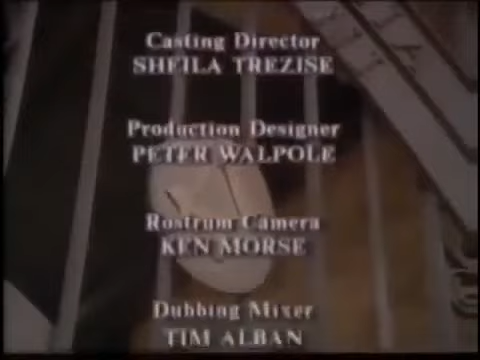 Casting Director
SHEILA TREZISE
Production Designer
PETER WALPOLE
Rostrum Camera
KEN MORSE
Dubbing Mixer
TIM ALBAN